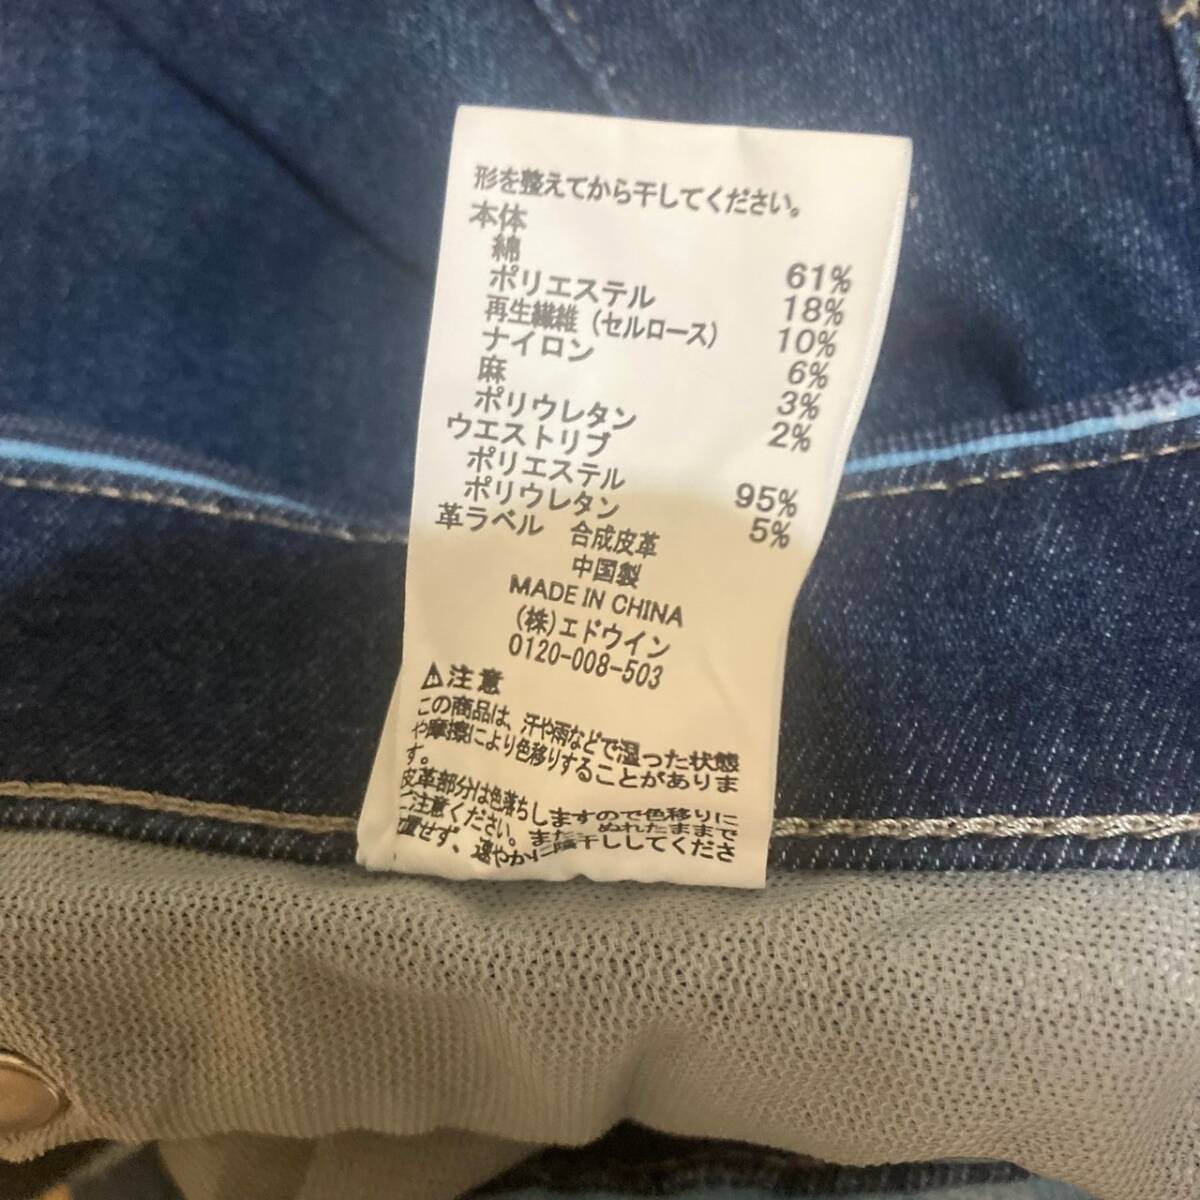 形を整えてから干してください。
本体
綿 61%
ポリエステル 18%
再生繊維(セルロース) 10%
ナイロン 6%
麻 3%
ポリウレタン 2%
ウエストリブ
ポリエステル 95%
ポリウレタン 5%
革ラベル 合成皮革
中国製
MADE IN CHINA
(株)エドウイン
0120-008-503
⚠注意
この商品は、汗や雨などで湿った状態
や摩擦により色移りすることがありま
す。
皮革部分は色落ちしますので色移りに
ご注意ください。また、ぬれたままで
放置せず、速やかに陰干ししてくださ